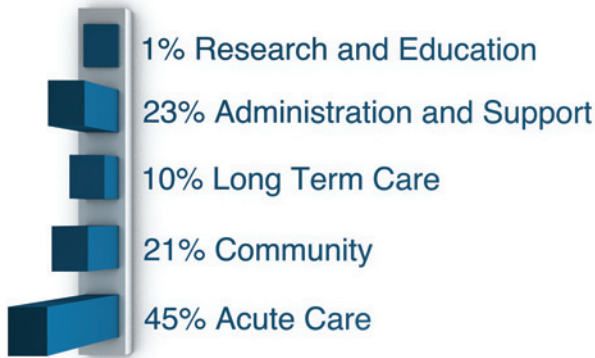 1% Research and Education
23% Administration and Support
10% Long Term Care
21% Community
45% Acute Care